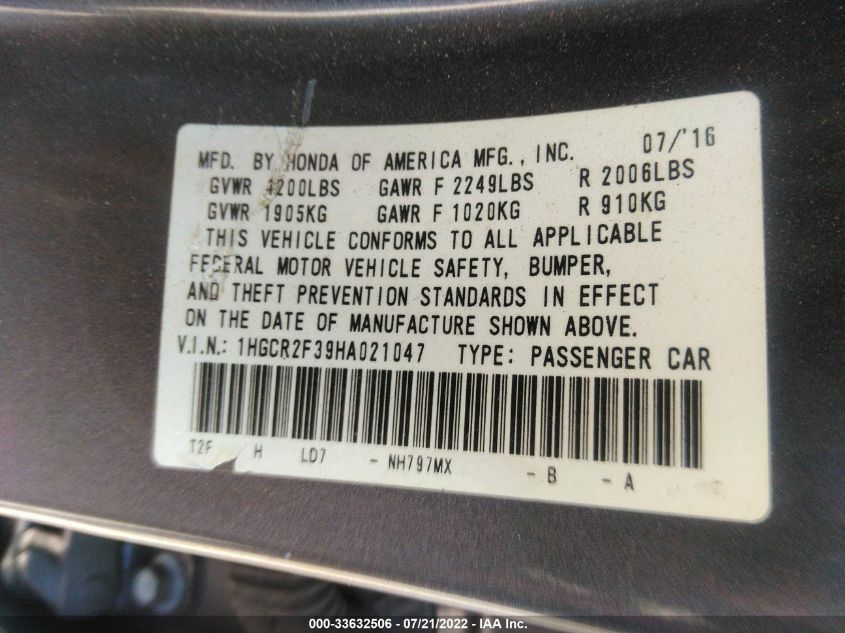 07/'16
MFD. BY HONDA OF AMERICA MFG., INC.
GVWR 4200LBS GAWR F 2249LBS R 2006LBS
GVWR 1905KG GAWR F 1020KG R 910KG
THIS VEHICLE CONFORMS TO ALL APPLICABLE
FEDERAL MOTOR VEHICLE SAFETY, BUMPER,
AND THEFT PREVENTION STANDARDS IN EFFECT
ON THE DATE OF MANUFACTURE SHOWN ABOVE.
V.I.N.: 1HGCR2F39HA021047 TYPE: PASSENGER CAR
T2F H LD7 - NH797MX - B - A
000-33632506 - 07/21/2022 - IAA Inc.